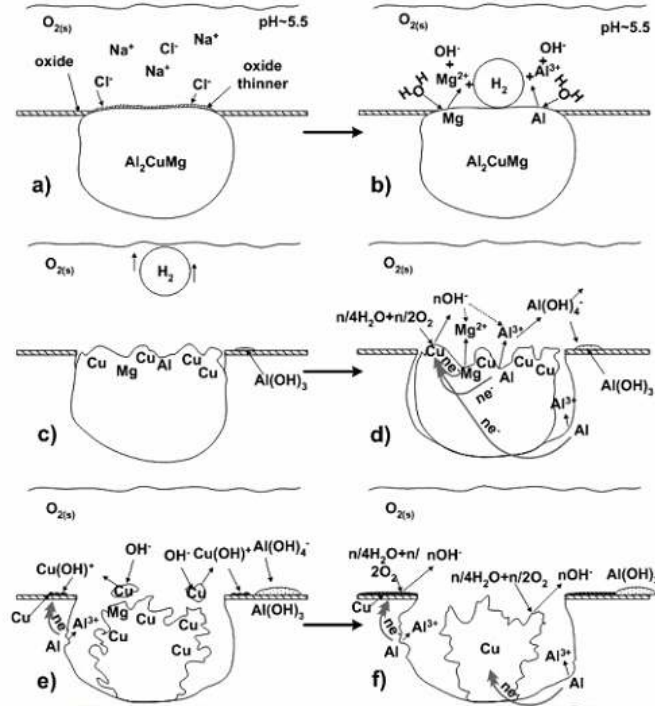 O2(s) pH~5.5
Na+ Cl- Na+
oxide Cl- Cl- oxide thinner
Al2CuMg
a)
O2(s) pH~5.5
OH- OH-
+ +
Mg2+ + H2 + Al3+
H O H H O H
Mg Al
Al2CuMg
b)
O2(s) H2
Cu Mg Cu Al Cu Cu
Al(OH)3
c)
O2(s)
nOH- Al(OH)4-
n/4H2O+n/2O2 Mg2+ Al3+
Cu ne- Mg Cu Al Cu Cu
Al(OH)3
ne- Al3+
ne- Al
d)
O2(s)
Cu(OH)+ OH- OH- Cu(OH)+ Al(OH)4-
Cu Cu
Cu Mg Cu Cu Al(OH)3
ne- Al3+ Cu
Al Cu
e)
O2(s)
n/4H2O+n/2O2 nOH- n/4H2O+n/2O2 nOH- Al(OH)
Cu
ne- Al3+
Al Cu Al3+
ne- Al
f)